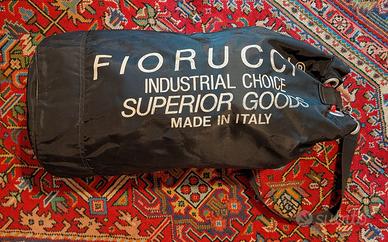 FIORUCCI®
INDUSTRIAL CHOICE
SUPERIOR GOODS
MADE IN ITALY